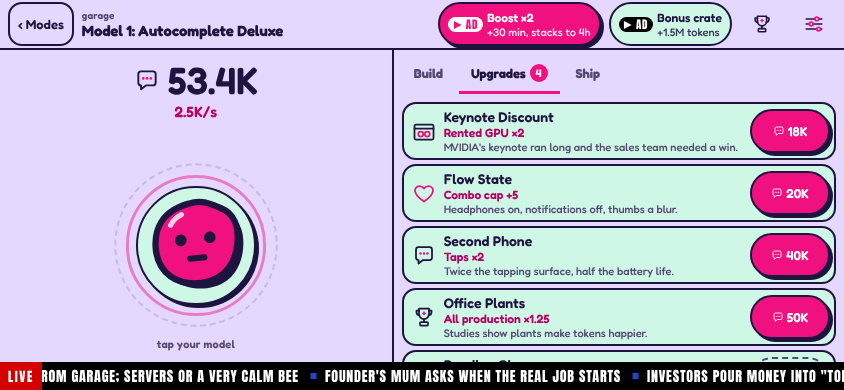 ‹ Modes
garage
Model 1: Autocomplete Deluxe
▶ AD
Boost ×2
+30 min, stacks to 4h
▶ AD
Bonus crate
+1.5M tokens
53.4K
2.5K/s
tap your model
Build
Upgrades 4
Ship
Keynote Discount
Rented GPU ×2
MVIDIA's keynote ran long and the sales team needed a win.
18K
Flow State
Combo cap +5
Headphones on, notifications off, thumbs a blur.
20K
Second Phone
Taps ×2
Twice the tapping surface, half the battery life.
40K
Office Plants
All production ×1.25
Studies show plants make tokens happier.
50K
LIVE
ROM GARAGE; SERVERS OR A VERY CALM BEE ■ FOUNDER'S MUM ASKS WHEN THE REAL JOB STARTS ■ INVESTORS POUR MONEY INTO